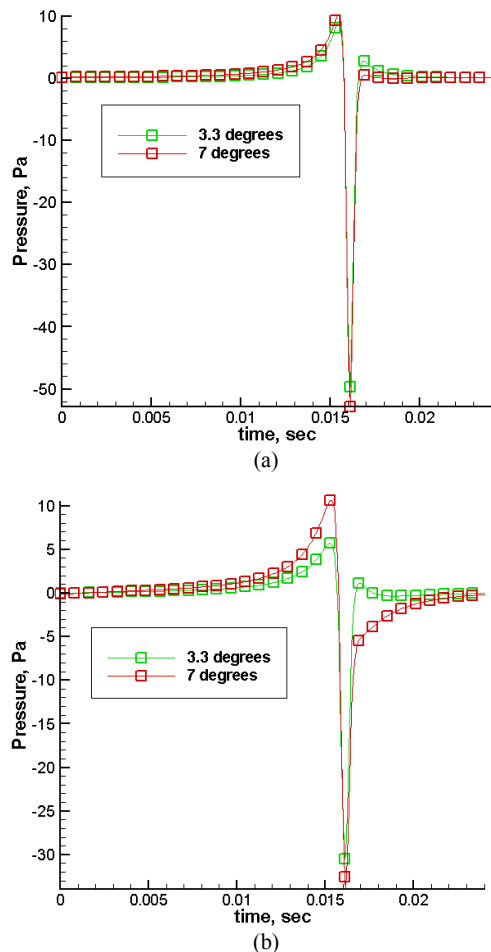 10
0
-10
-20
-30
-40
-50
Pressure, Pa
3.3 degrees
7 degrees
0 0.005 0.01 0.015 0.02
time, sec
(a)
10
5
0
-5
-10
-15
-20
-25
-30
Pressure, Pa
3.3 degrees
7 degrees
0 0.005 0.01 0.015 0.02
time, sec
(b)